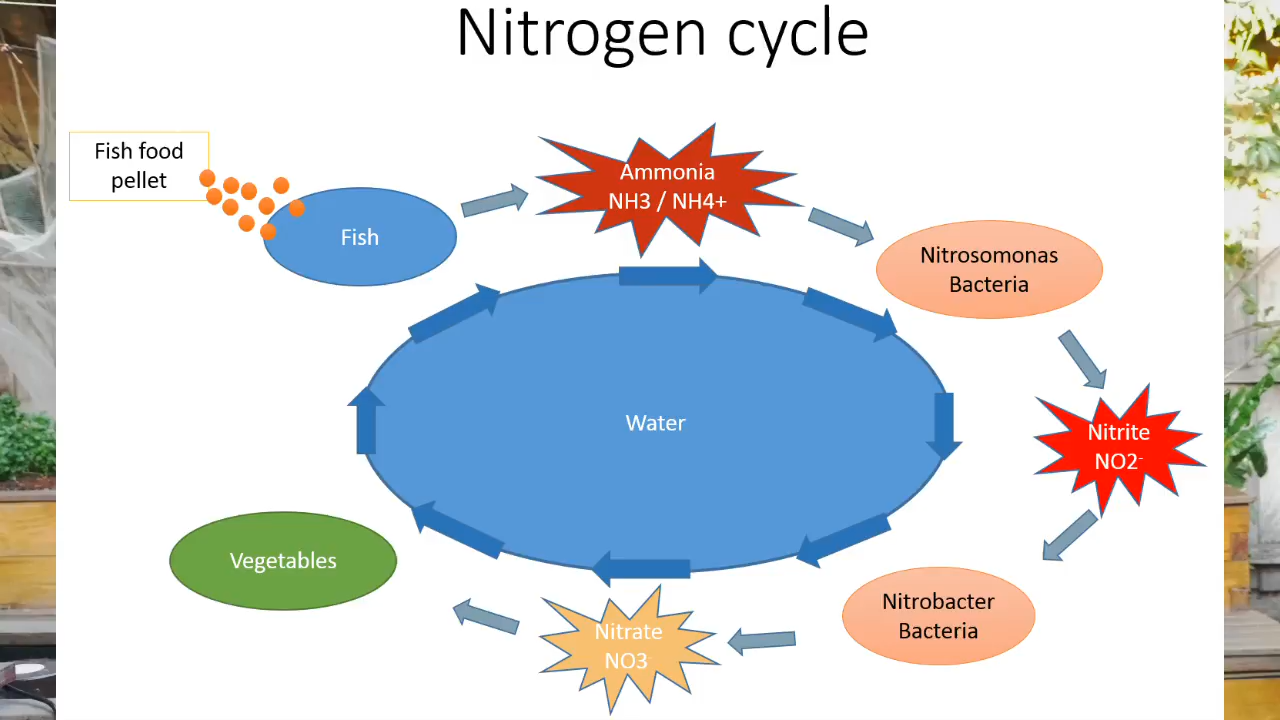 Nitrogen cycle
Fish food
pellet
Fish
Ammonia
NH3 / NH4+
Nitrosomonas
Bacteria
Nitrite
NO2-
Water
Vegetables
Nitrate
NO3-
Nitrobacter
Bacteria